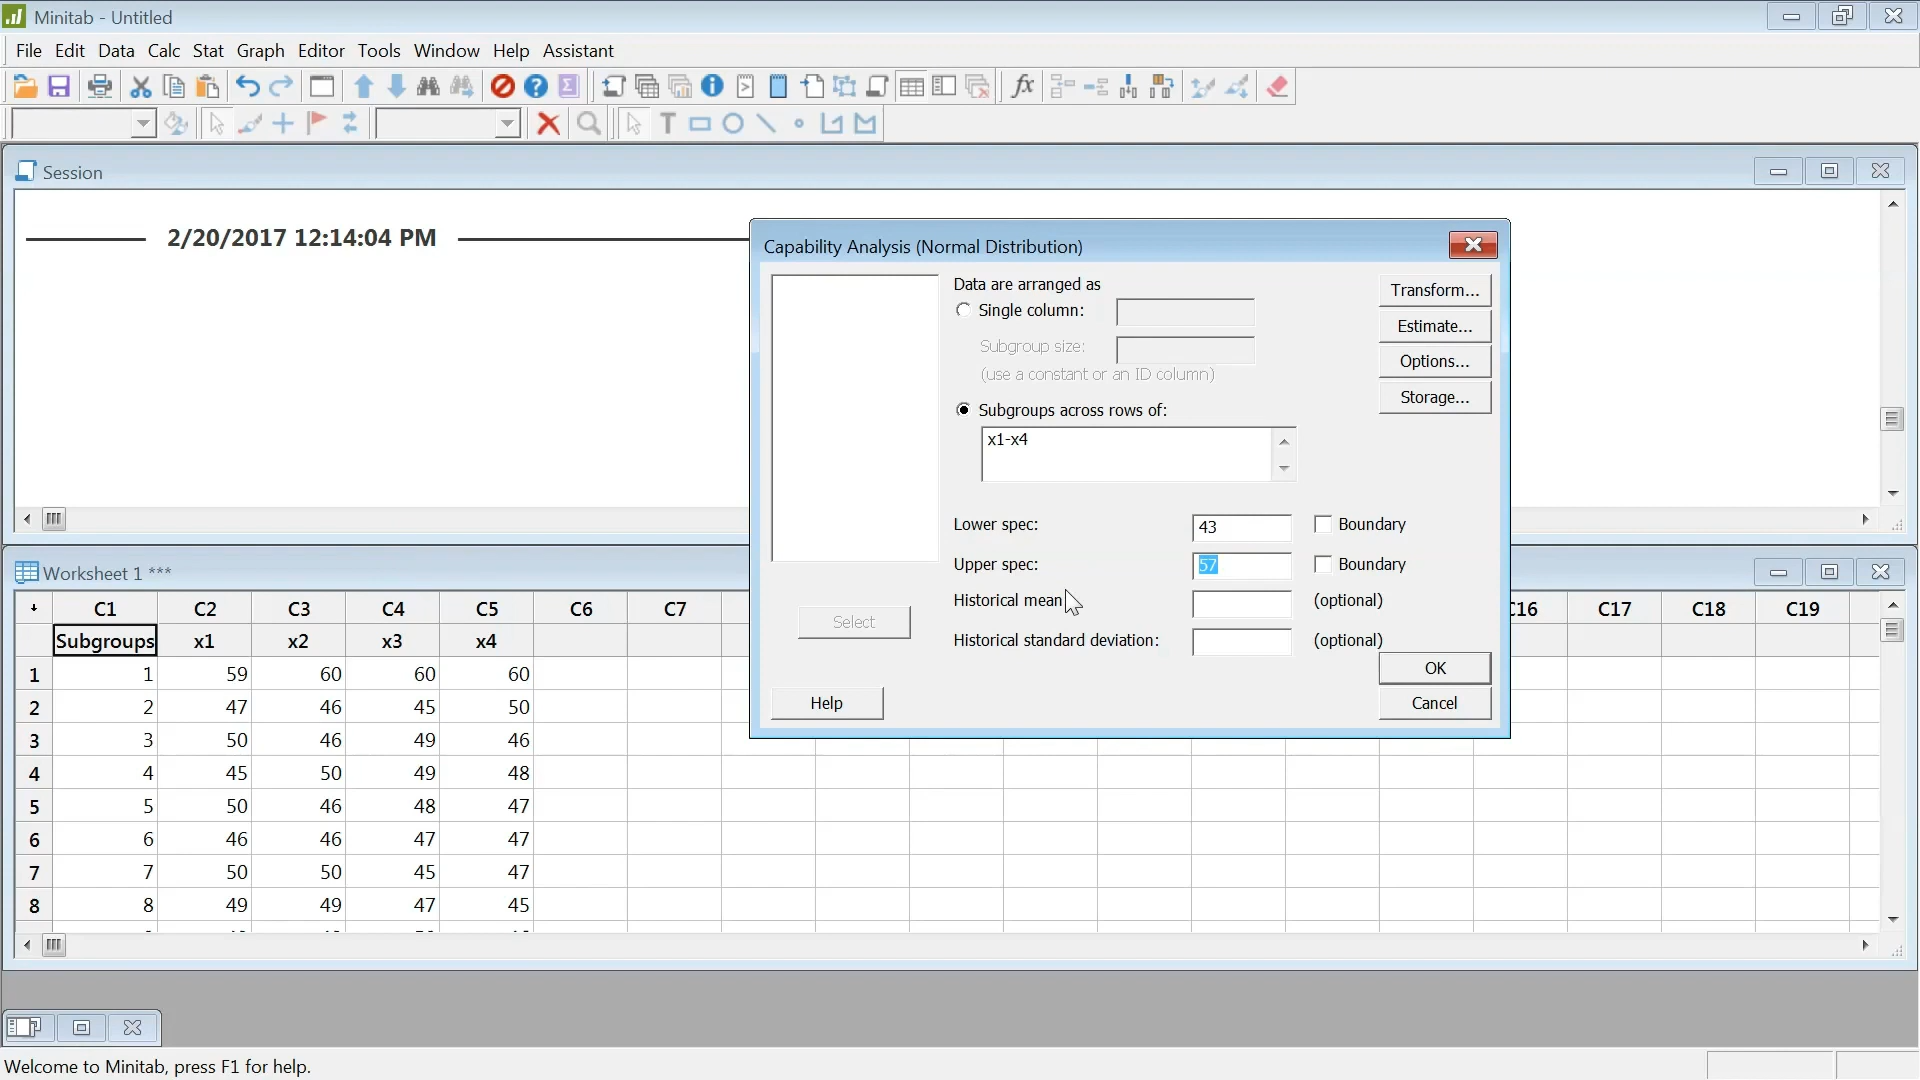 Minitab - Untitled
File Edit Data Calc Stat Graph Editor Tools Window Help Assistant
Session
2/20/2017 12:14:04 PM
Capability Analysis (Normal Distribution)
Data are arranged as
Single column:
Subgroup size:
(use a constant or an ID column)
Subgroups across rows of:
x1-x4
Lower spec: 43 Boundary
Upper spec: 57 Boundary
Historical mean (optional)
Historical standard deviation: (optional)
Transform...
Estimate...
Options...
Storage...
Select
OK
Help
Cancel
Worksheet 1 ***
C1 C2 C3 C4 C5 C6 C7 C17 C18 C19
Subgroups x1 x2 x3 x4
1 1 59 60 60 60
2 2 47 46 45 50
3 3 50 46 49 46
4 4 45 50 49 48
5 5 50 46 48 47
6 6 46 46 47 47
7 7 50 50 45 47
8 8 49 49 47 45
Welcome to Minitab, press F1 for help.